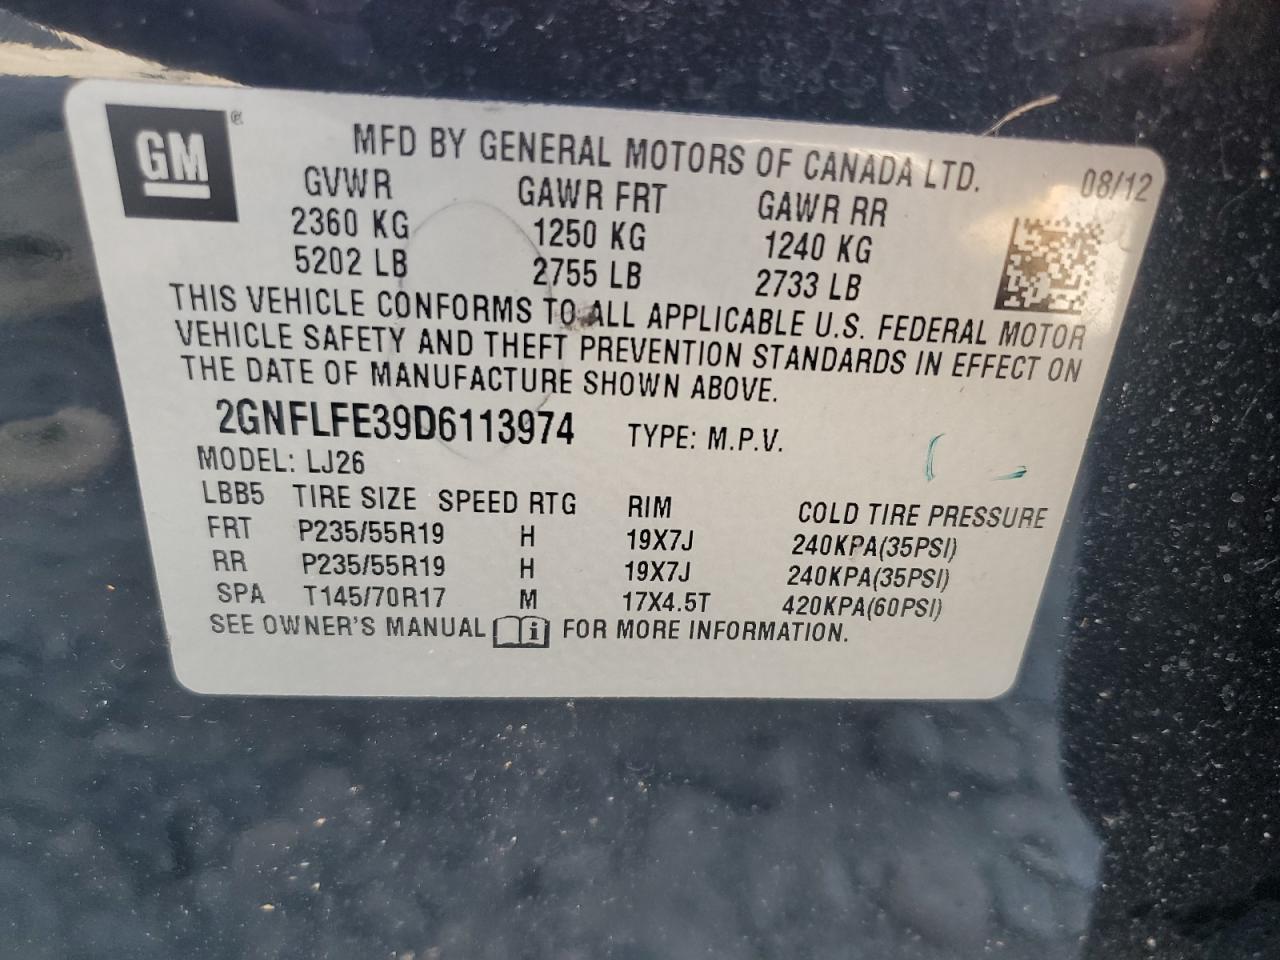 GM ®
MFD BY GENERAL MOTORS OF CANADA LTD. 08/12
GVWR GAWR FRT GAWR RR
2360 KG 1250 KG 1240 KG
5202 LB 2755 LB 2733 LB
THIS VEHICLE CONFORMS TO ALL APPLICABLE U.S. FEDERAL MOTOR
VEHICLE SAFETY AND THEFT PREVENTION STANDARDS IN EFFECT ON
THE DATE OF MANUFACTURE SHOWN ABOVE.
2GNFLFE39D6113974 TYPE: M.P.V.
MODEL: LJ26
LBB5 TIRE SIZE SPEED RTG RIM COLD TIRE PRESSURE
FRT P235/55R19 H 19X7J 240KPA(35PSI)
RR P235/55R19 H 19X7J 240KPA(35PSI)
SPA T145/70R17 M 17X4.5T 420KPA(60PSI)
SEE OWNER'S MANUAL i FOR MORE INFORMATION.